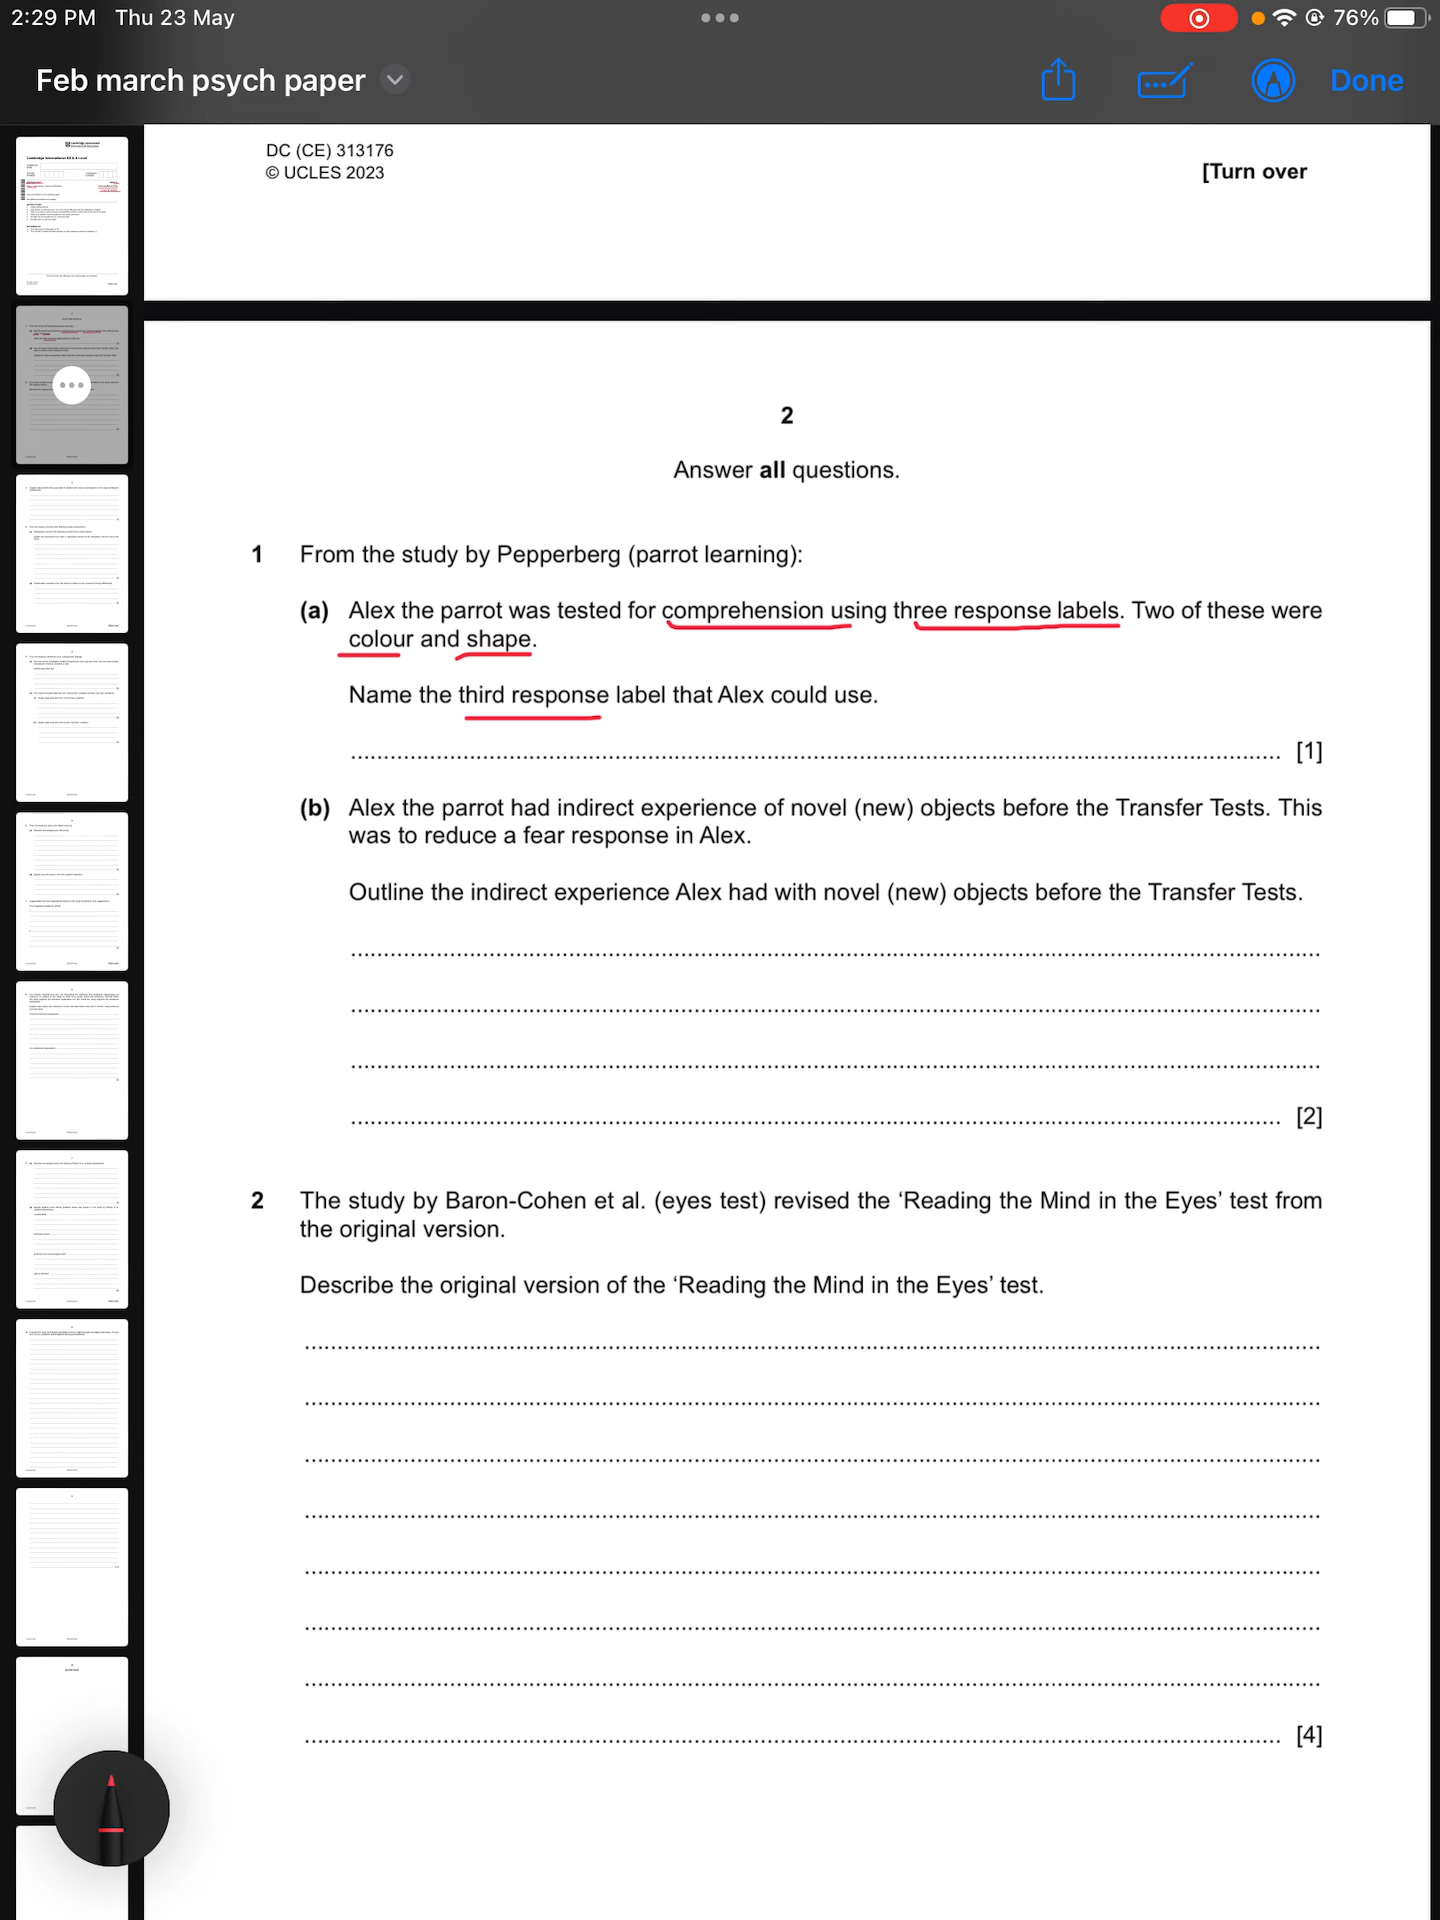 2:29 PM Thu 23 May
76%
Feb march psych paper
Done
DC (CE) 313176
© UCLES 2023
[Turn over
2
Answer all questions.
1 From the study by Pepperberg (parrot learning):
(a) Alex the parrot was tested for comprehension using three response labels. Two of these were
colour and shape.
Name the third response label that Alex could use.
[1]
(b) Alex the parrot had indirect experience of novel (new) objects before the Transfer Tests. This
was to reduce a fear response in Alex.
Outline the indirect experience Alex had with novel (new) objects before the Transfer Tests.
[2]
2 The study by Baron-Cohen et al. (eyes test) revised the ‘Reading the Mind in the Eyes’ test from
the original version.
Describe the original version of the ‘Reading the Mind in the Eyes’ test.
[4]